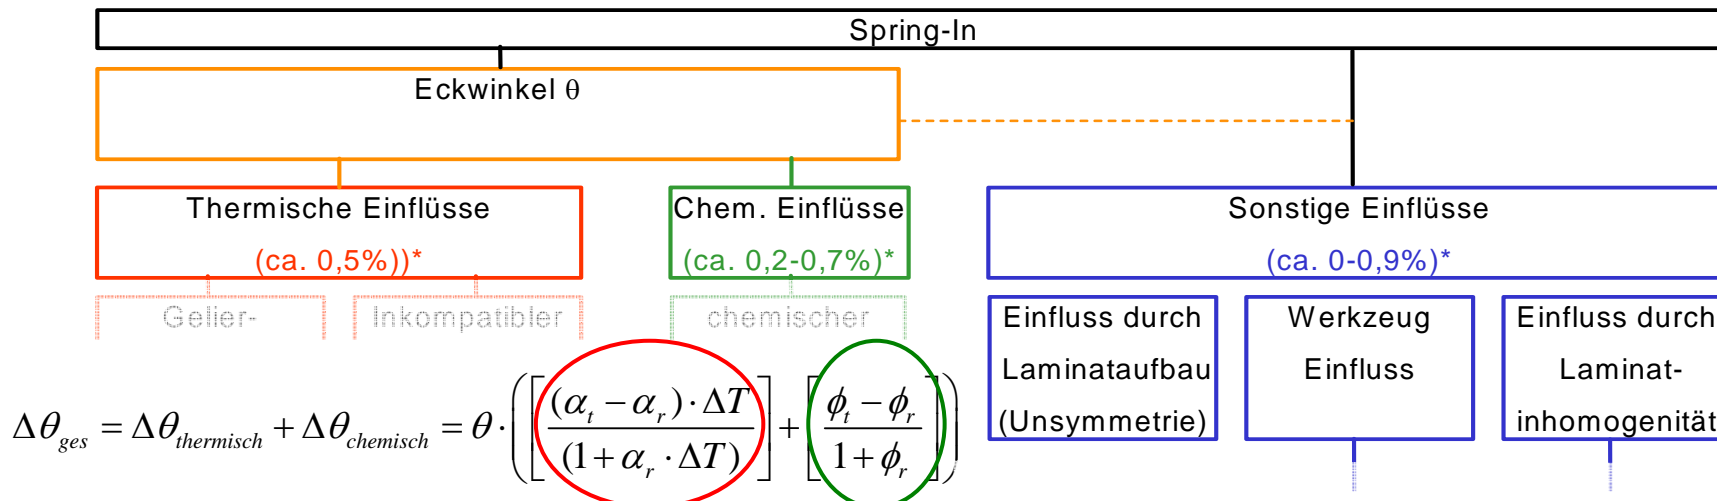 Spring-In
Eckwinkel θ
Thermische Einflüsse
(ca. 0,5%))*
Chem. Einflüsse
(ca. 0,2-0,7%)*
Sonstige Einflüsse
(ca. 0-0,9%)*
Gelier-
Inkompatibler
chemischer
Einfluss durch
Laminataufbau
(Unsymmetrie)
Werkzeug
Einfluss
Einfluss durch
Laminat-
inhomogenität
Δθ_ges = Δθ_thermisch + Δθ_chemisch = θ · ([(α_t − α_r) · ΔT / (1 + α_r · ΔT)] + [ϕ_t − ϕ_r / 1 + ϕ_r])